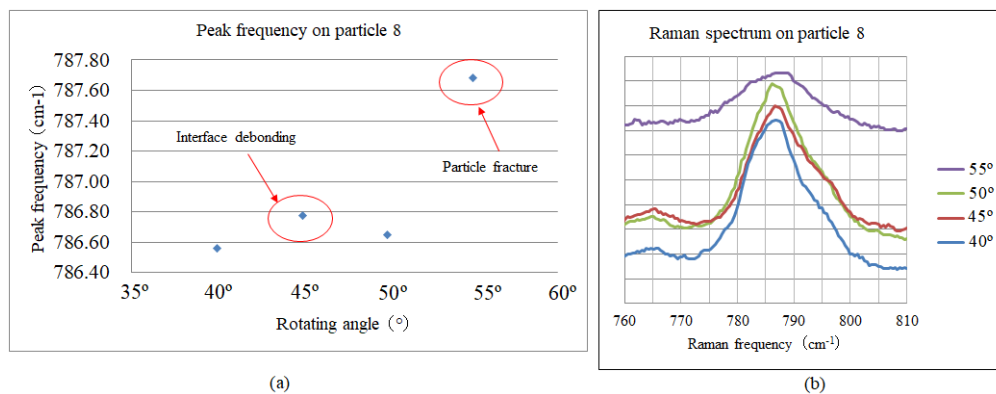 Peak frequency on particle 8
787.80
787.60
787.40
787.20
787.00
786.80
786.60
786.40
Peak frequency（cm-1）
Interface debonding
Particle fracture
35º
40º
45º
50º
55º
60º
Rotating angle（°）
(a)
Raman spectrum on particle 8
55º
50º
45º
40º
760
770
780
790
800
810
Raman frequency （cm-1）
(b)